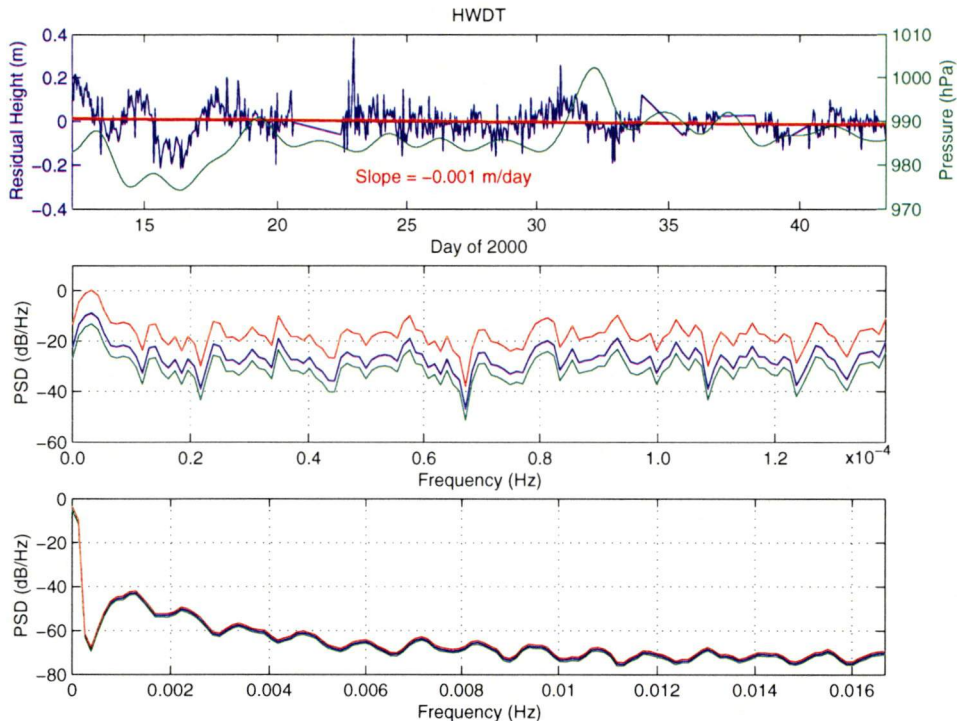 HWDT
Residual Height (m)
0.4
0.2
0
−0.2
−0.4
1010
1000
990
980
970
Pressure (hPa)
Slope = −0.001 m/day
15 20 25 30 35 40
Day of 2000
PSD (dB/Hz)
0
−20
−40
−60
0.0 0.2 0.4 0.6 0.8 1.0 1.2 x10⁻⁴
Frequency (Hz)
PSD (dB/Hz)
0
−20
−40
−60
−80
0 0.002 0.004 0.006 0.008 0.01 0.012 0.014 0.016
Frequency (Hz)